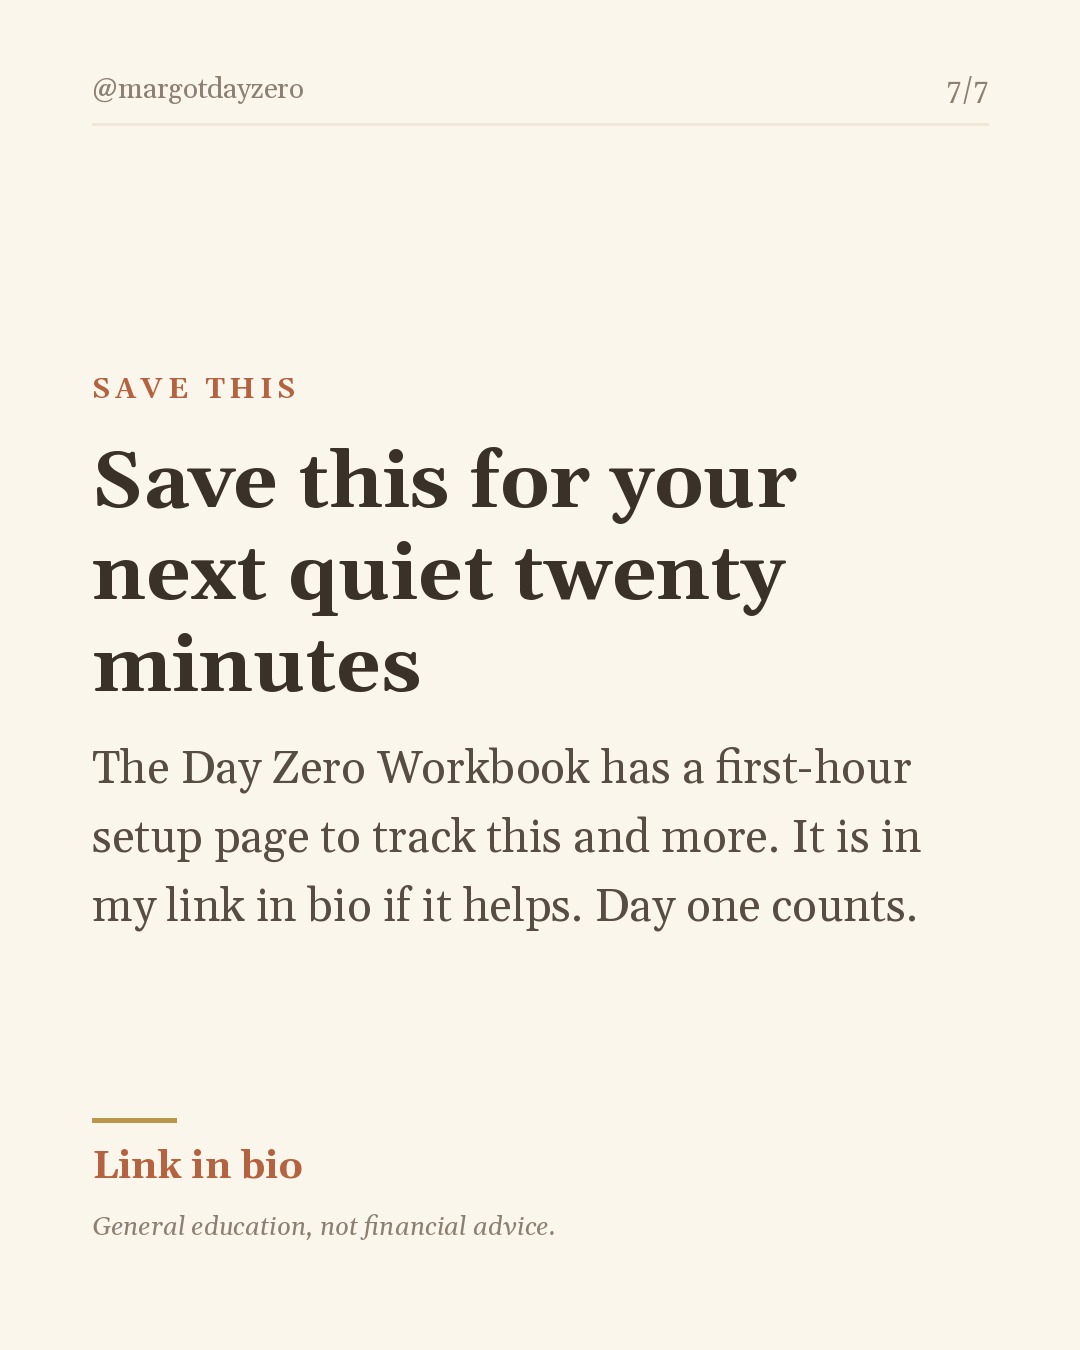 @margotdayzero
7/7
SAVE THIS
Save this for your
next quiet twenty
minutes
The Day Zero Workbook has a first-hour
setup page to track this and more. It is in
my link in bio if it helps. Day one counts.
Link in bio
General education, not financial advice.